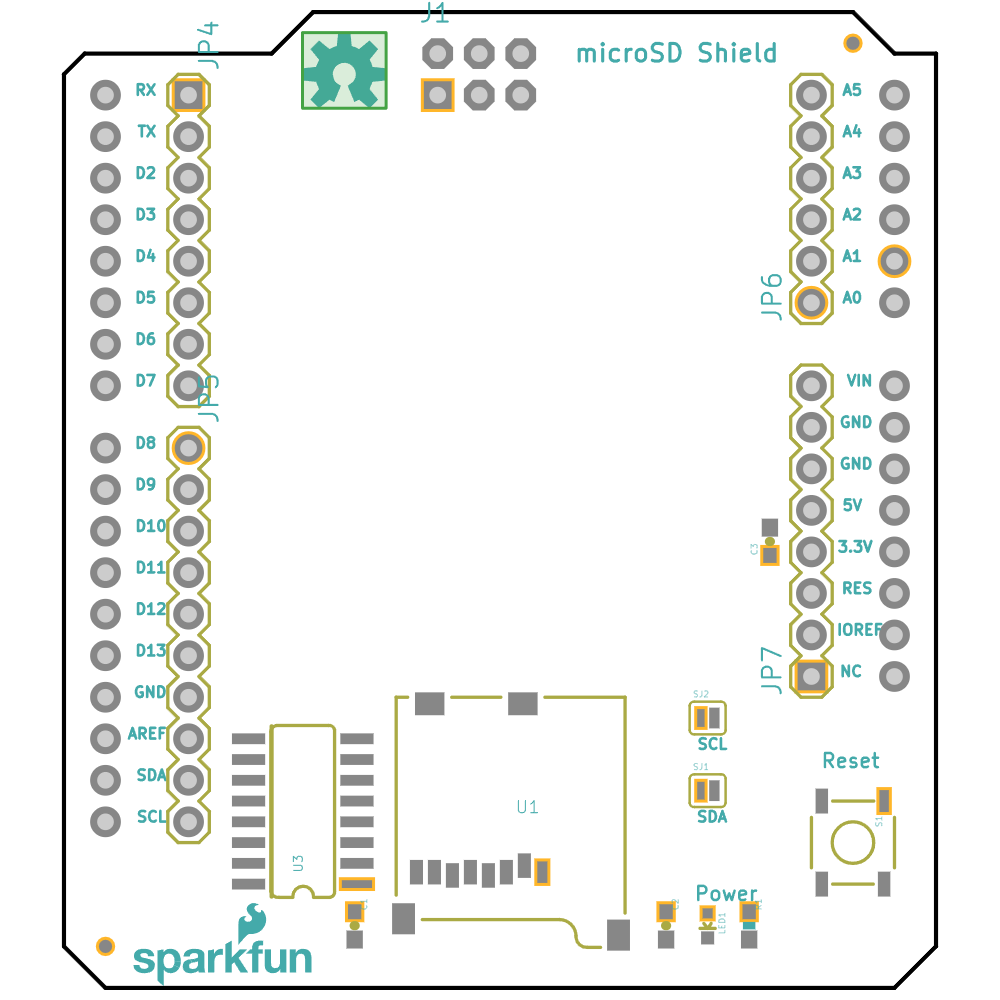 J1
microSD Shield
JP4
RX
TX
D2
D3
D4
D5
D6
D7
JP5
D8
D9
D10
D11
D12
D13
GND
AREF
SDA
SCL
A5
A4
A3
A2
A1
A0
JP6
VIN
GND
GND
5V
3.3V
RES
IOREF
NC
JP7
C3
SJ2
SCL
SJ1
SDA
Reset
S1
U1
U3
Power
C1
C2
LED1
R1
sparkfun